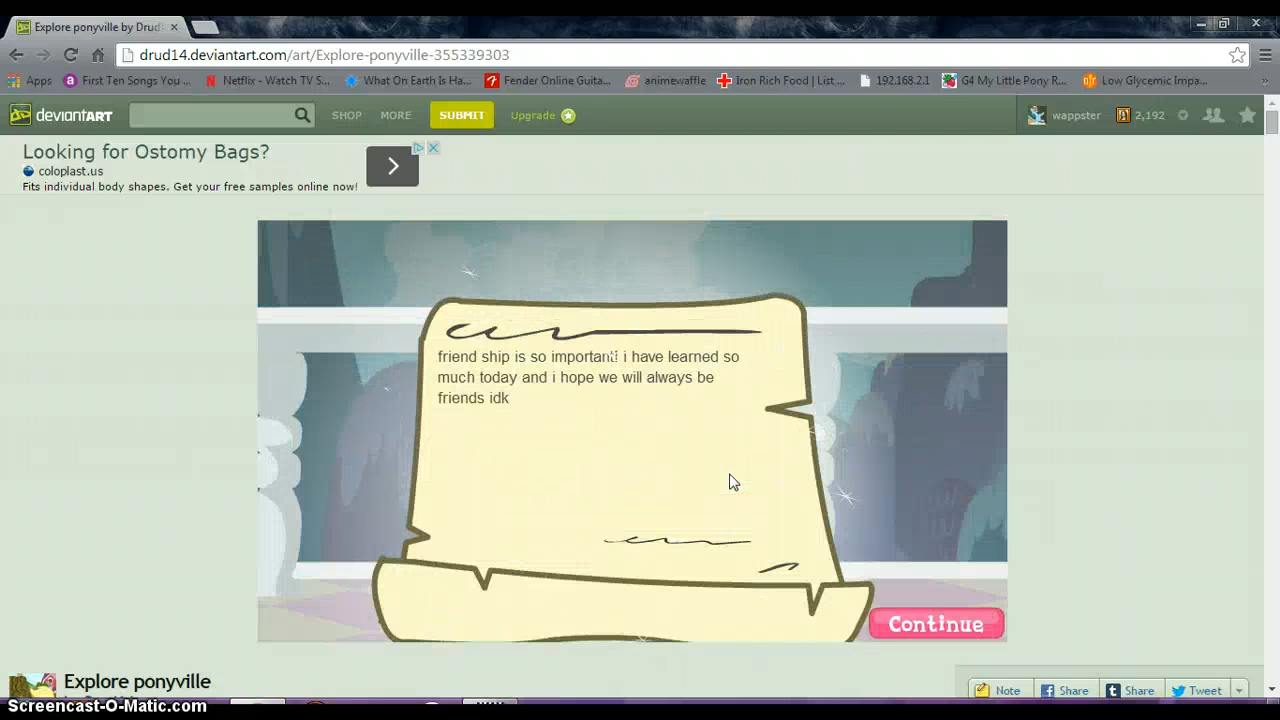 Explore ponyville by Drud
drud14.deviantart.com/art/Explore-ponyville-355339303
Apps First Ten Songs You ... Netflix - Watch TV S... What On Earth Is Ha... Fender Online Guita... animewaffle Iron Rich Food | List ... 192.168.2.1 G4 My Little Pony R... Low Glycemic Impa... »
deviantART SHOP MORE SUBMIT Upgrade wappster 2,192
Looking for Ostomy Bags?
coloplast.us
Fits individual body shapes. Get your free samples online now!
friend ship is so important! i have learned so
much today and i hope we will always be
friends idk
Continue
Explore ponyville
Note Share Share Tweet
Screencast-O-Matic.com